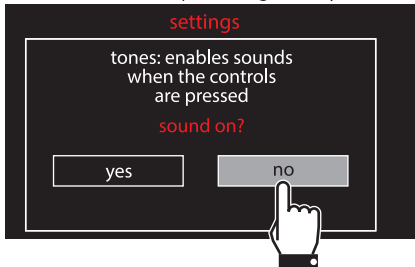 settings
tones: enables sounds
when the controls
are pressed
sound on?
yes
no